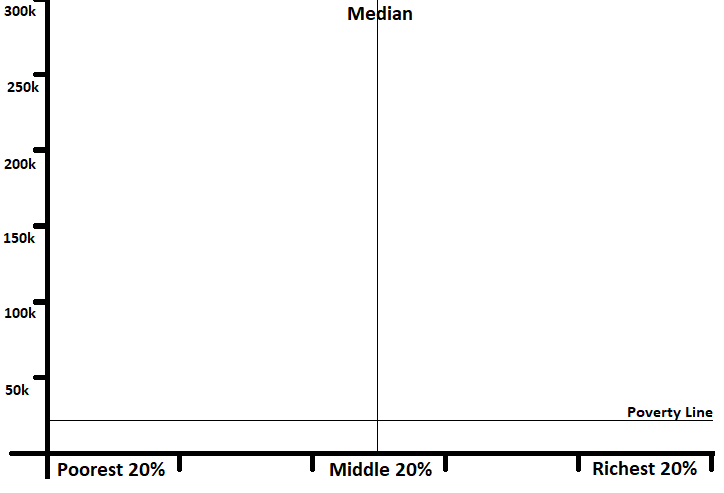 300k
Median
250k
200k
150k
100k
50k
Poverty Line
Poorest 20%
Middle 20%
Richest 20%